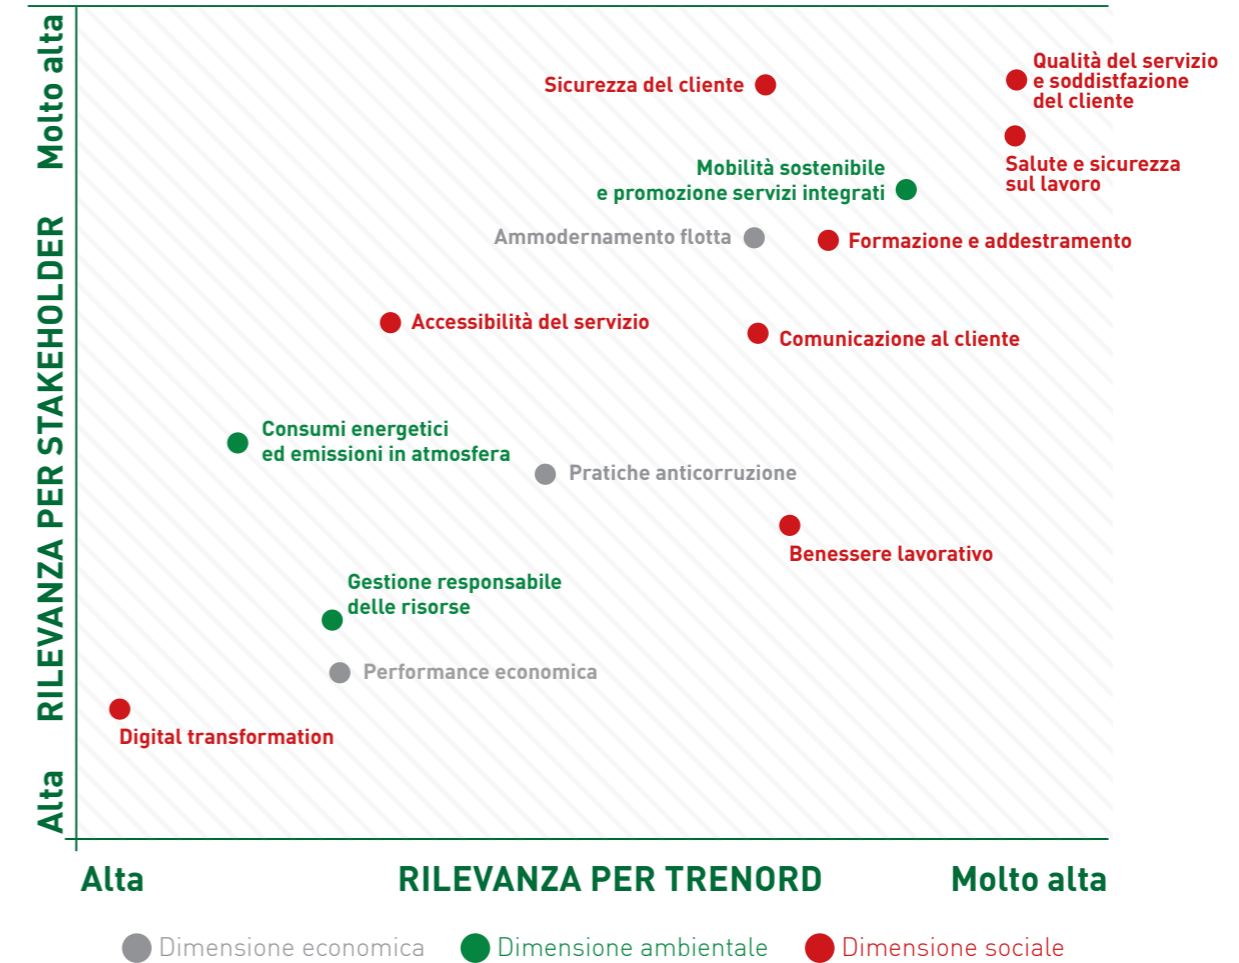 Molto alta
RILEVANZA PER STAKEHOLDER
Alta
Sicurezza del cliente
Qualità del servizio
e soddistfazione
del cliente
Salute e sicurezza
sul lavoro
Mobilità sostenibile
e promozione servizi integrati
Ammodernamento flotta
Formazione e addestramento
Accessibilità del servizio
Comunicazione al cliente
Consumi energetici
ed emissioni in atmosfera
Pratiche anticorruzione
Benessere lavorativo
Gestione responsabile
delle risorse
Performance economica
Digital transformation
Alta
RILEVANZA PER TRENORD
Molto alta
Dimensione economica
Dimensione ambientale
Dimensione sociale